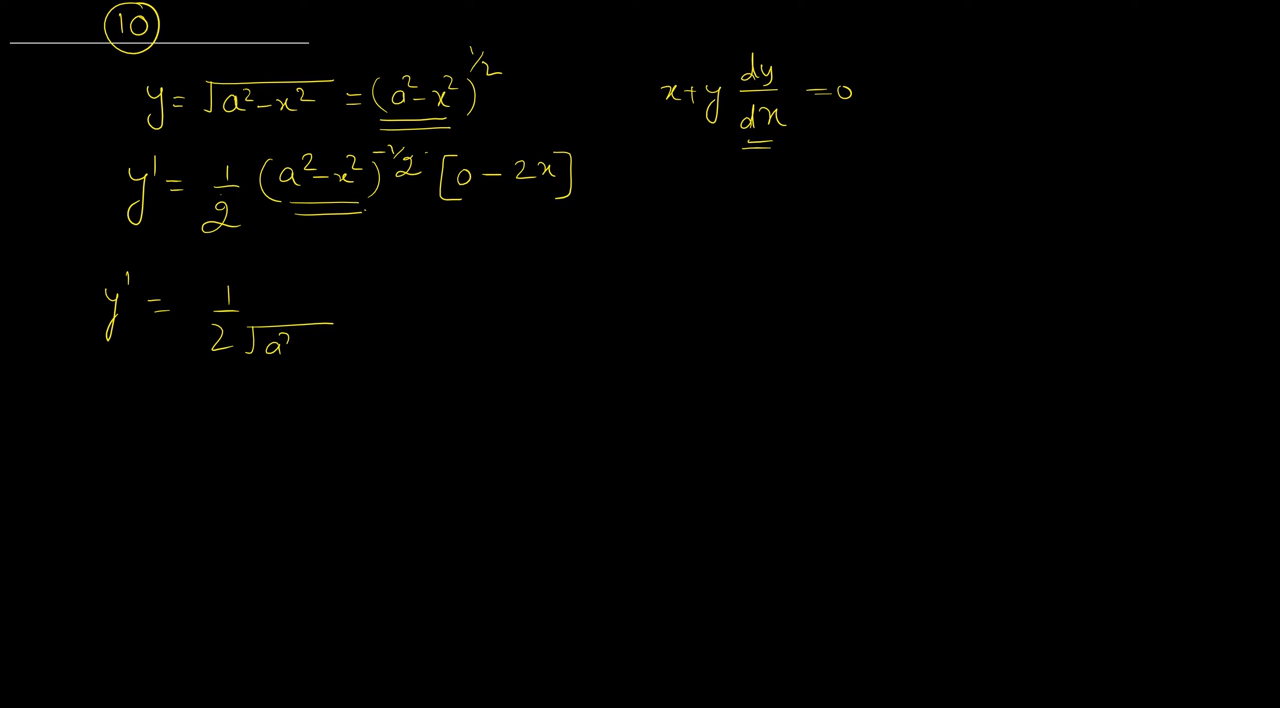 10
y = √a² - x² = (a² - x²)^1/2
x + y dy/dx = 0
y' = 1/2 (a² - x²)^-1/2 [0 - 2x]
y' = 1/2√a²